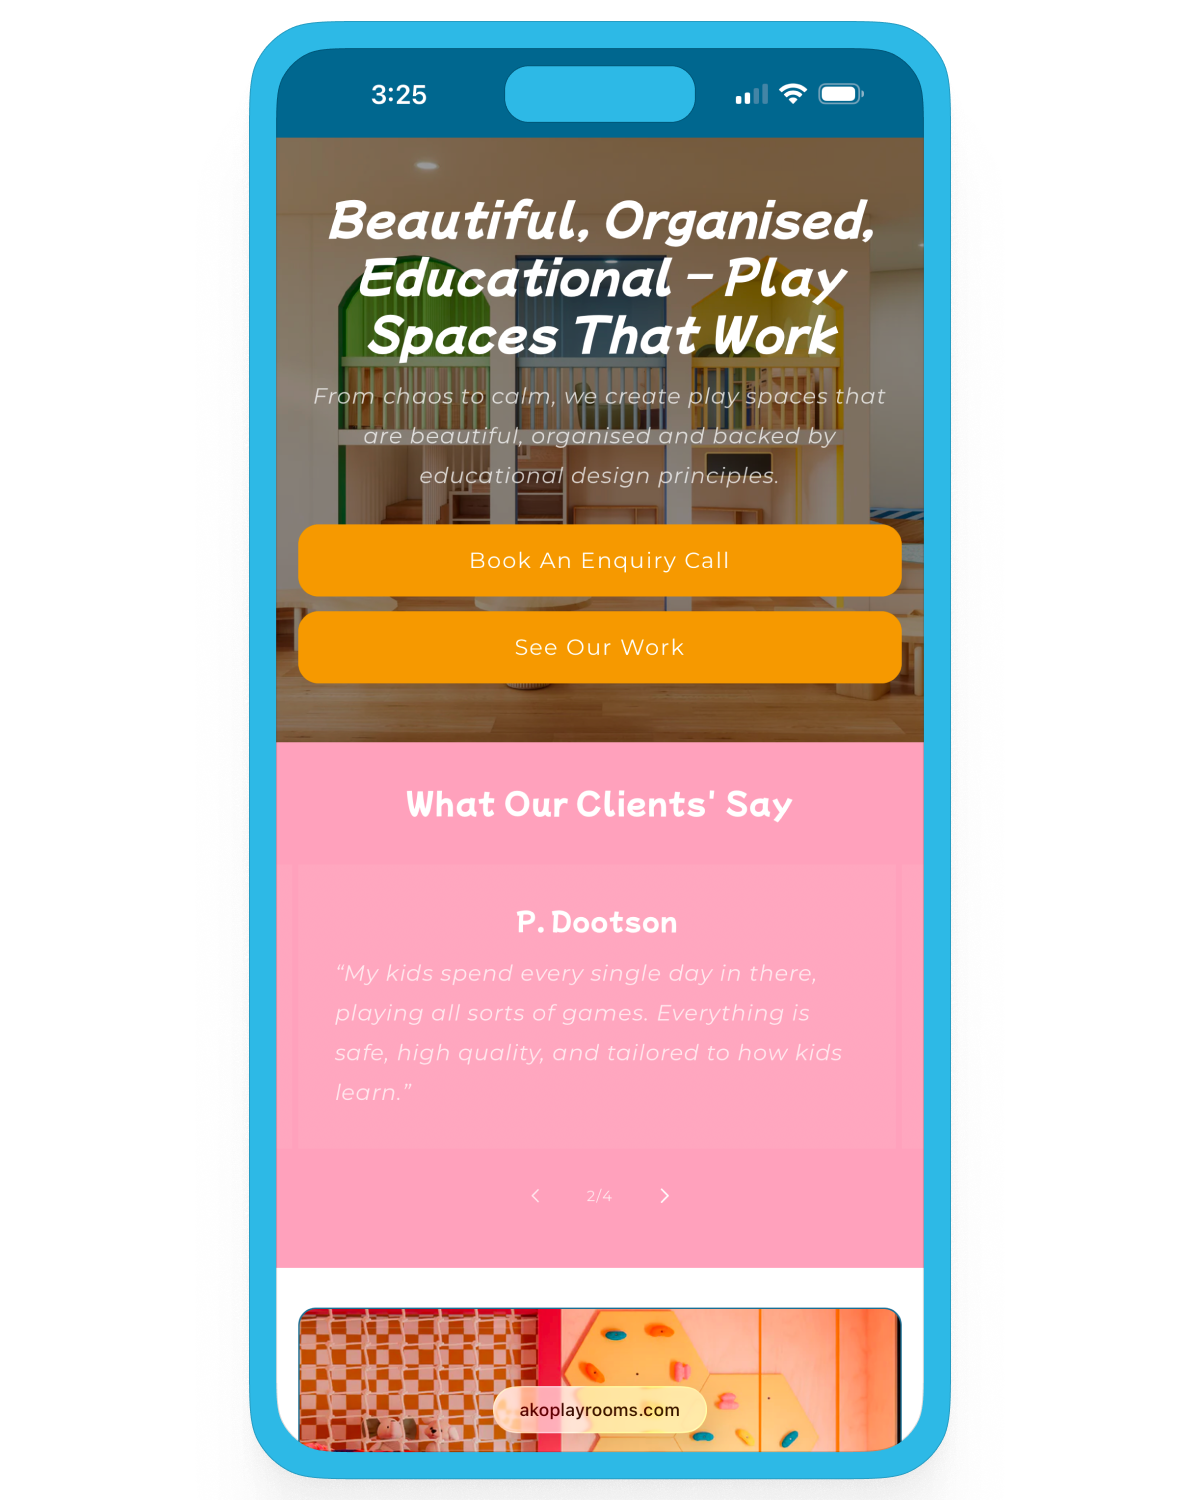 3:25
Beautiful, Organised,
Educational – Play
Spaces That Work
From chaos to calm, we create play spaces that
are beautiful, organised and backed by
educational design principles.
Book An Enquiry Call
See Our Work
What Our Clients' Say
P. Dootson
“My kids spend every single day in there,
playing all sorts of games. Everything is
safe, high quality, and tailored to how kids
learn.”
2/4
akoplayrooms.com